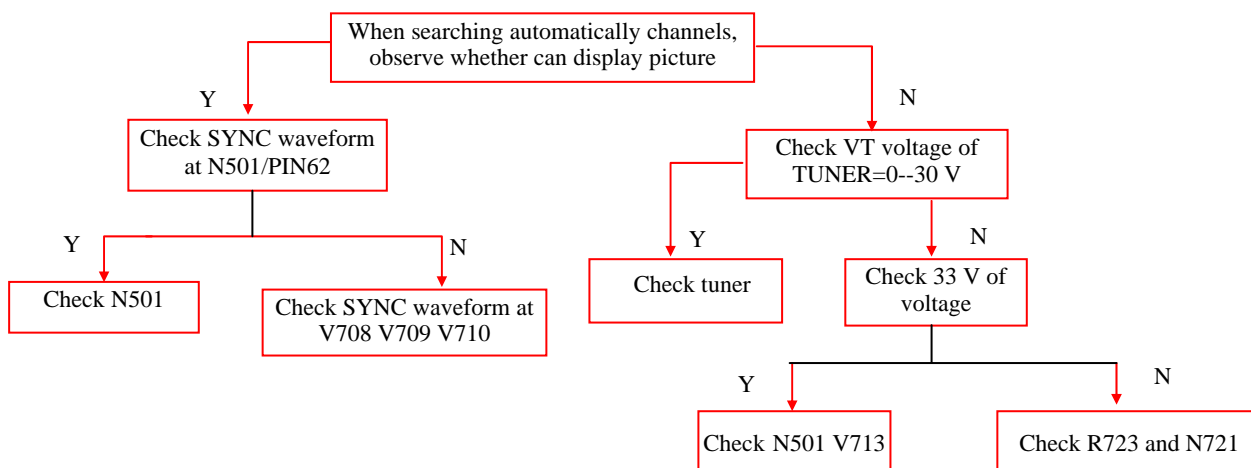 When searching automatically channels,
observe whether can display picture
Y
N
Check SYNC waveform
at N501/PIN62
Check VT voltage of
TUNER=0--30 V
Y
N
Y
N
Check N501
Check SYNC waveform at
V708 V709 V710
Check tuner
Check 33 V of
voltage
Y
N
Check N501 V713
Check R723 and N721